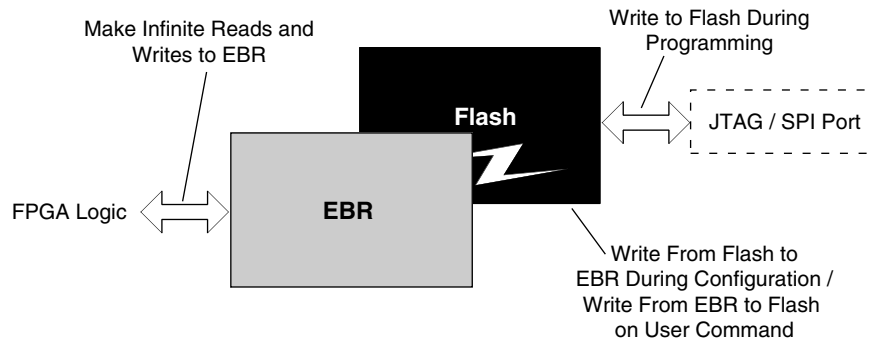 Make Infinite Reads and
Writes to EBR
Write to Flash During
Programming
Flash
JTAG / SPI Port
FPGA Logic
EBR
Write From Flash to
EBR During Configuration /
Write From EBR to Flash
on User Command